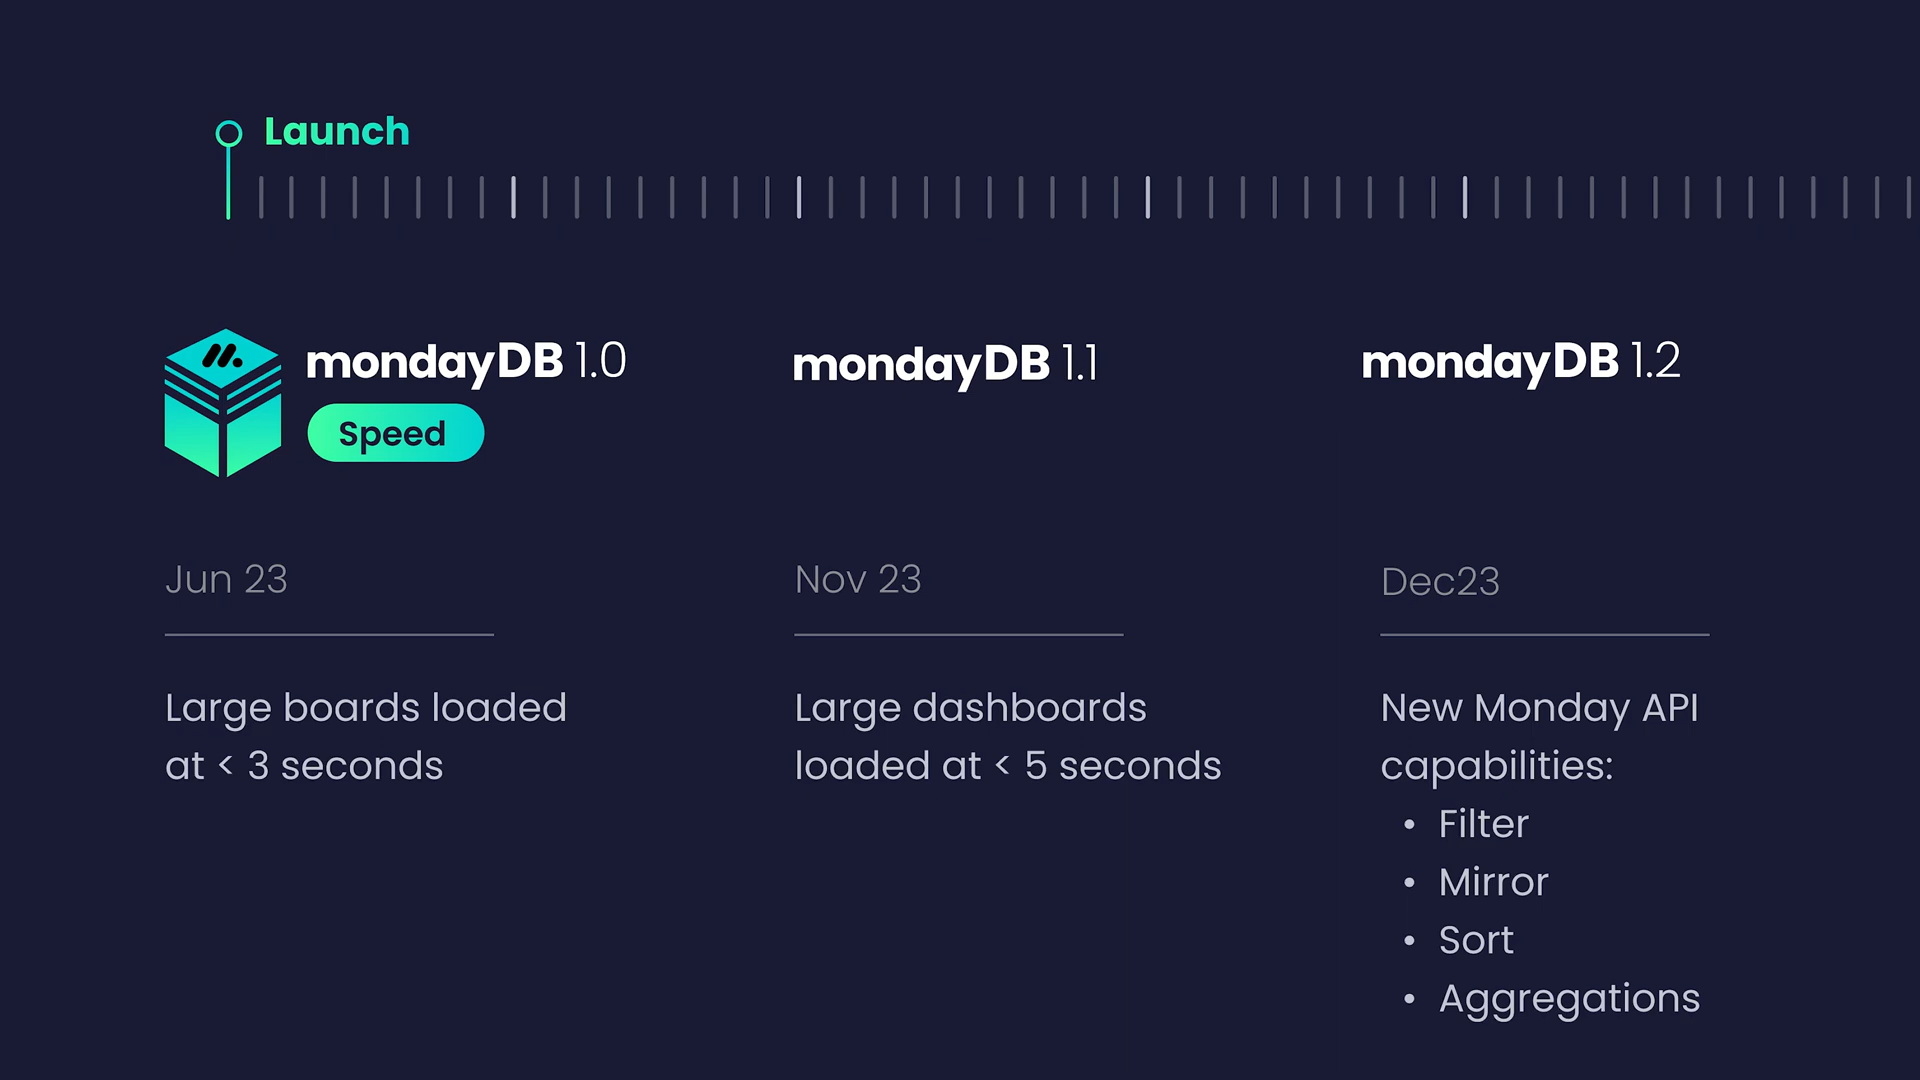 Launch
mondayDB 1.0
Speed
Jun 23
Large boards loaded
at < 3 seconds
mondayDB 1.1
Nov 23
Large dashboards
loaded at < 5 seconds
mondayDB 1.2
Dec23
New Monday API
capabilities:
• Filter
• Mirror
• Sort
• Aggregations